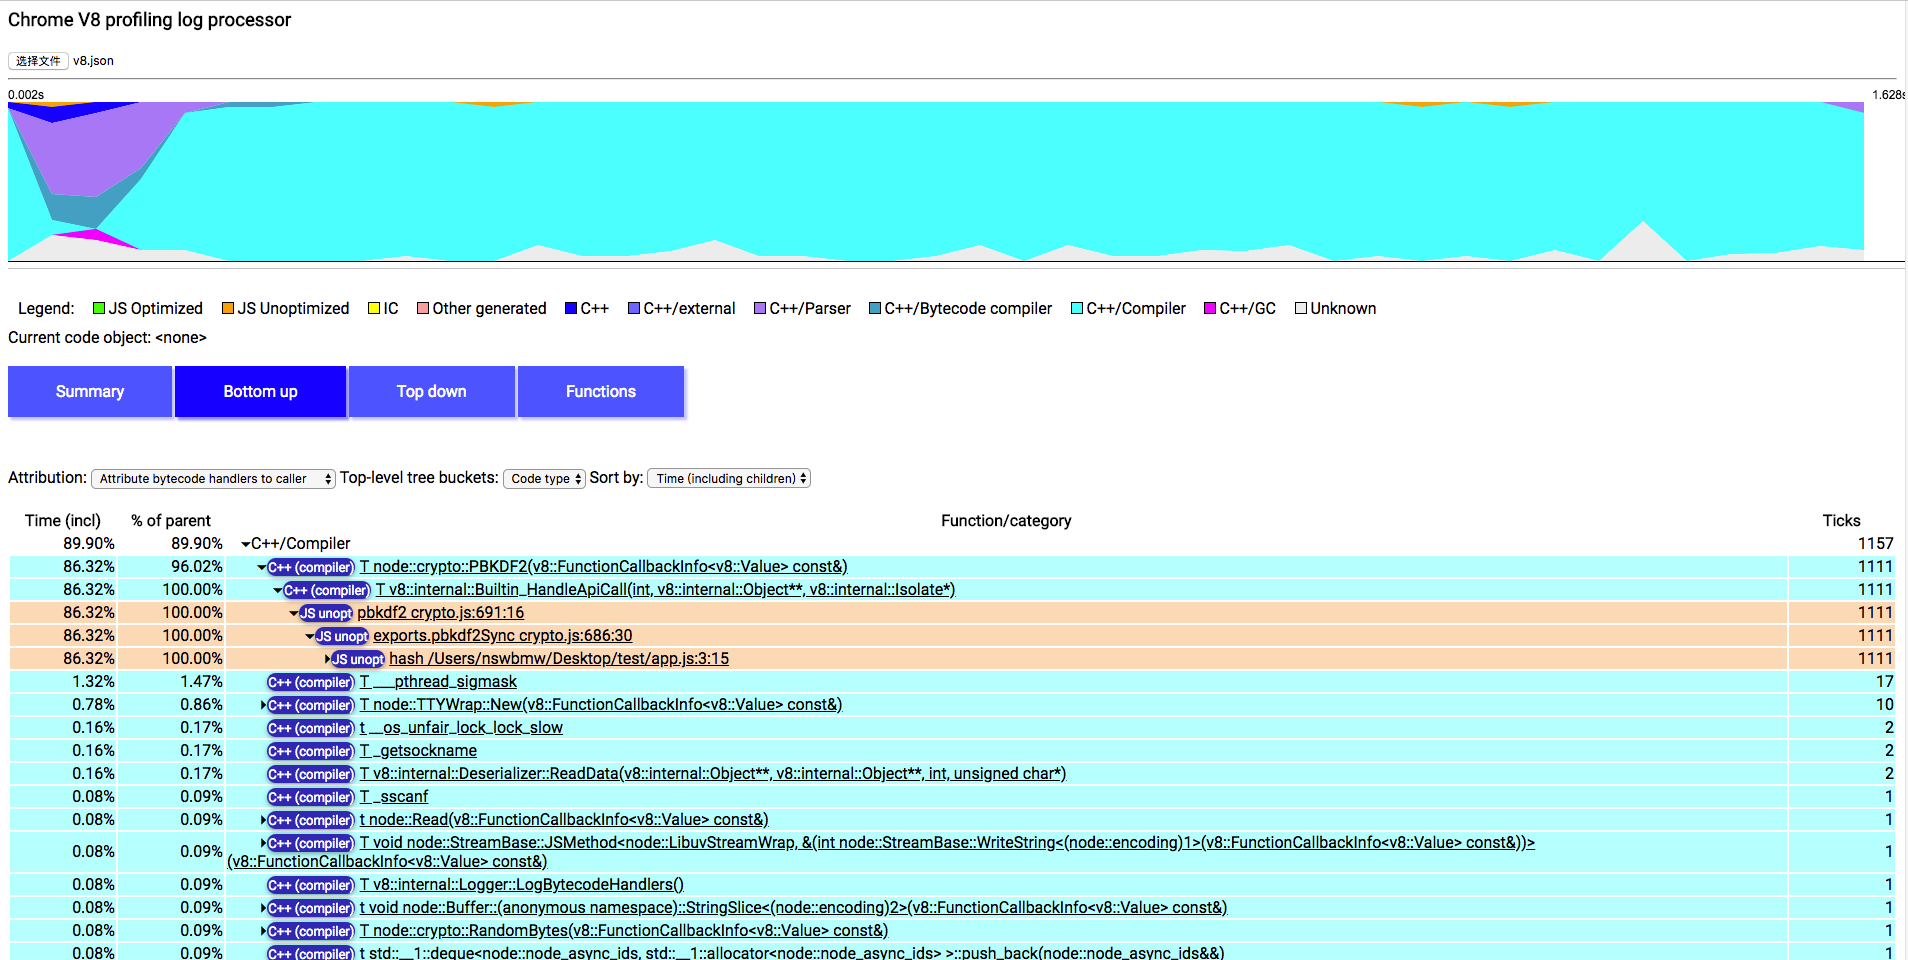 Chrome V8 profiling log processor
选择文件 v8.json
0.002s 1.628s
Legend: JS Optimized JS Unoptimized IC Other generated C++ C++/external C++/Parser C++/Bytecode compiler C++/Compiler C++/GC Unknown
Current code object: <none>
Summary Bottom up Top down Functions
Attribution: Attribute bytecode handlers to caller Top-level tree buckets: Code type Sort by: Time (including children)
Time (incl) % of parent Function/category Ticks
89.90% 89.90% C++/Compiler 1157
86.32% 96.02% C++ (compiler) T node::crypto::PBKDF2(v8::FunctionCallbackInfo<v8::Value> const&) 1111
86.32% 100.00% C++ (compiler) T v8::internal::Builtin_HandleApiCall(int, v8::internal::Object**, v8::internal::Isolate*) 1111
86.32% 100.00% JS unopt pbkdf2 crypto.js:691:16 1111
86.32% 100.00% JS unopt exports.pbkdf2Sync crypto.js:686:30 1111
86.32% 100.00% JS unopt hash /Users/nswbmw/Desktop/test/app.js:3:15 1111
1.32% 1.47% C++ (compiler) T ___pthread_sigmask 17
0.78% 0.86% C++ (compiler) T node::TTYWrap::New(v8::FunctionCallbackInfo<v8::Value> const&) 10
0.16% 0.17% C++ (compiler) t __os_unfair_lock_lock_slow 2
0.16% 0.17% C++ (compiler) T _getsockname 2
0.16% 0.17% C++ (compiler) T v8::internal::Deserializer::ReadData(v8::internal::Object**, v8::internal::Object**, int, unsigned char*) 2
0.08% 0.09% C++ (compiler) T _sscanf 1
0.08% 0.09% C++ (compiler) t node::Read(v8::FunctionCallbackInfo<v8::Value> const&) 1
0.08% 0.09% C++ (compiler) T void node::StreamBase::JSMethod<node::LibuvStreamWrap, &(int node::StreamBase::WriteString<(node::encoding)1>(v8::FunctionCallbackInfo<v8::Value> const&))> 1
(v8::FunctionCallbackInfo<v8::Value> const&)
0.08% 0.09% C++ (compiler) T v8::internal::Logger::LogBytecodeHandlers() 1
0.08% 0.09% C++ (compiler) t void node::Buffer::(anonymous namespace)::StringSlice<(node::encoding)2>(v8::FunctionCallbackInfo<v8::Value> const&) 1
0.08% 0.09% C++ (compiler) T node::crypto::RandomBytes(v8::FunctionCallbackInfo<v8::Value> const&) 1
0.08% 0.09% C++ (compiler) t std::__1::deque<node::node_async_ids, std::__1::allocator<node::node_async_ids> >::push_back(node::node_async_ids&&) 1